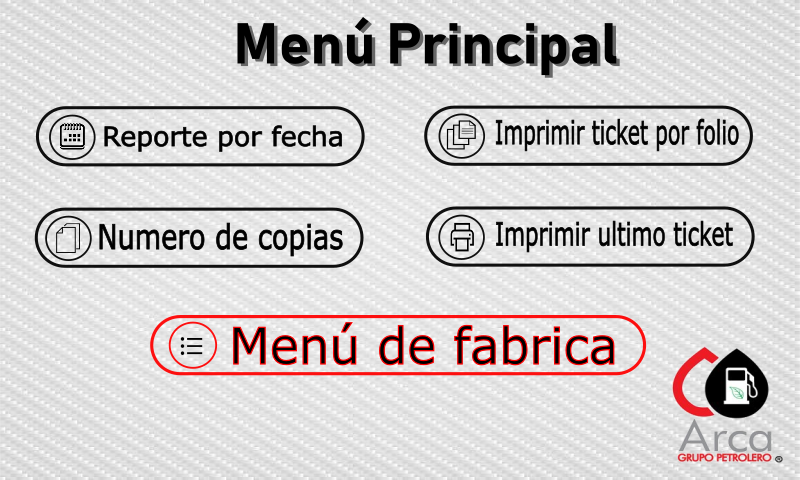 Menú Principal
Reporte por fecha
Imprimir ticket por folio
Numero de copias
Imprimir ultimo ticket
Menú de fabrica
Arca
GRUPO PETROLERO ®